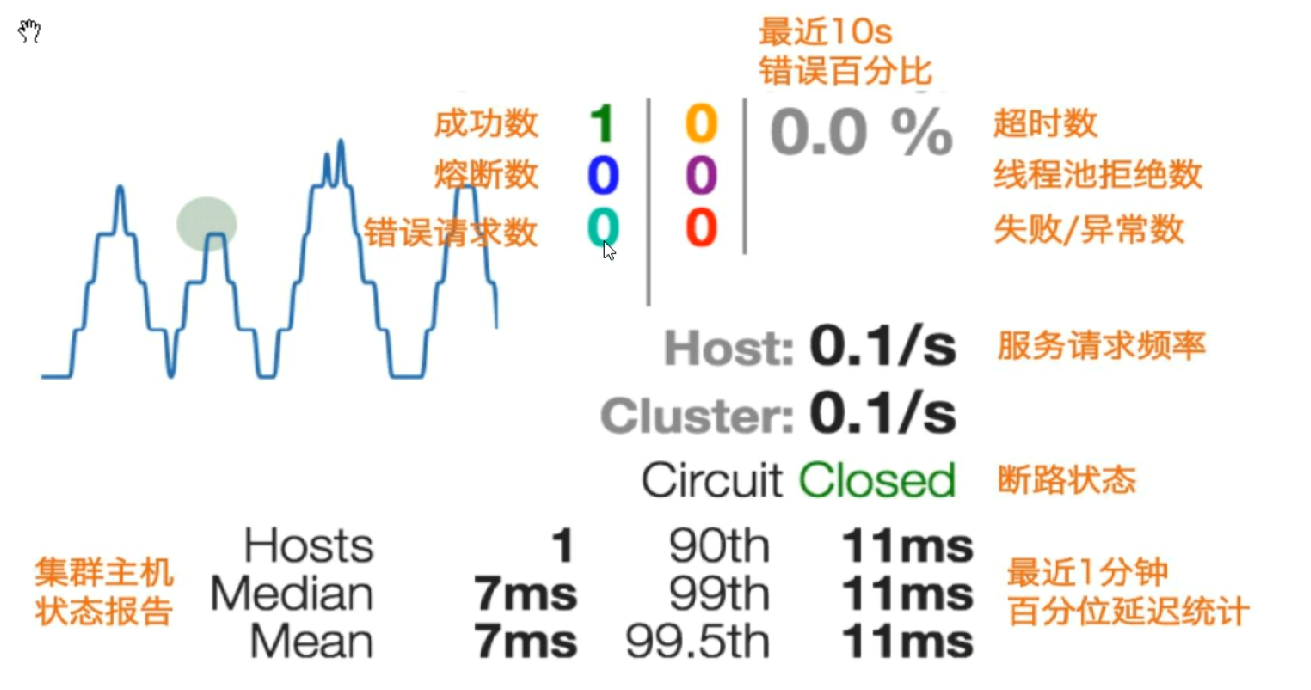 最近10s
错误百分比
成功数 1 0 0.0 % 超时数
熔断数 0 0 线程池拒绝数
错误请求数 0 0 失败/异常数
Host: 0.1/s 服务请求频率
Cluster: 0.1/s
Circuit Closed 断路状态
集群主机
状态报告
Hosts 1 90th 11ms
Median 7ms 99th 11ms
Mean 7ms 99.5th 11ms
最近1分钟
百分位延迟统计